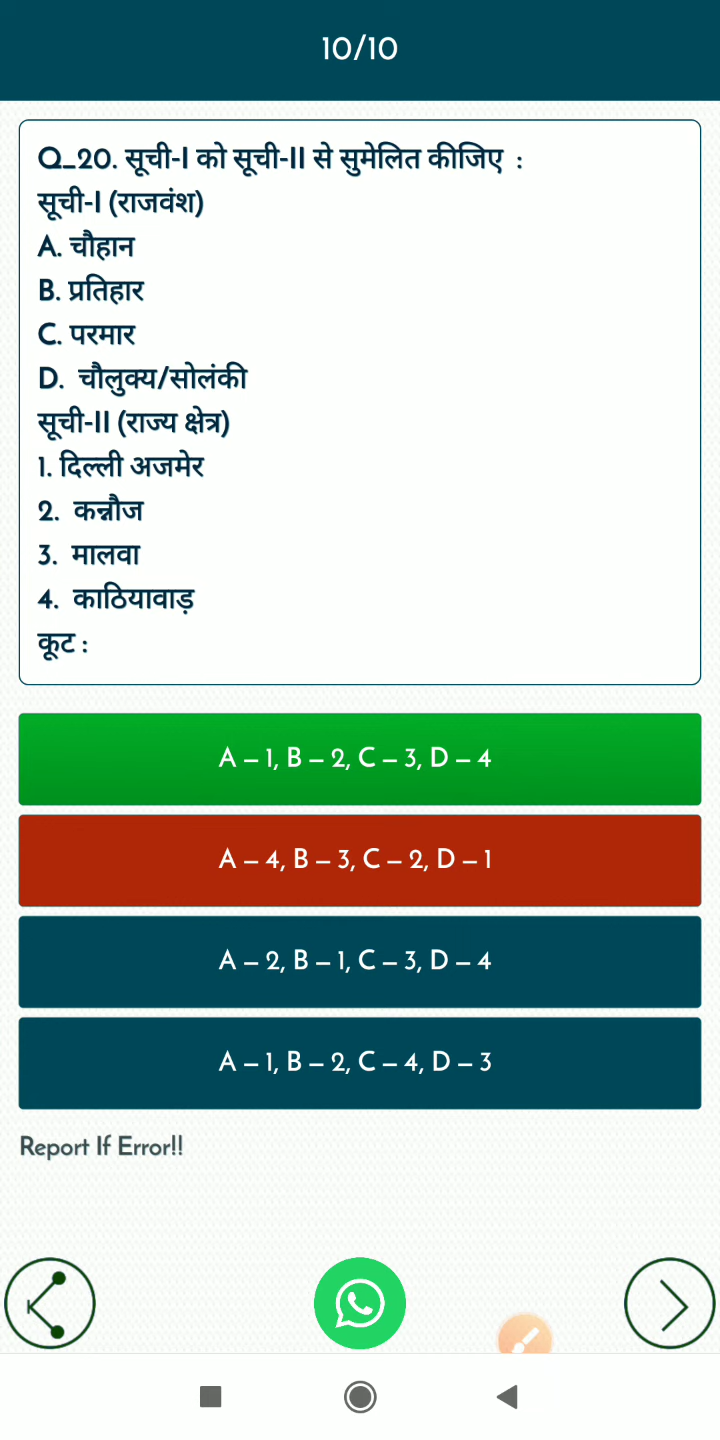 10/10
Q_20. सूची-I को सूची-II से सुमेलित कीजिए :
सूची-I (राजवंश)
A. चौहान
B. प्रतिहार
C. परमार
D. चौलुक्य/सोलंकी
सूची-II (राज्य क्षेत्र)
1. दिल्ली अजमेर
2. कन्नौज
3. मालवा
4. काठियावाड़
कूट :
A – 1, B – 2, C – 3, D – 4
A – 4, B – 3, C – 2, D – 1
A – 2, B – 1, C – 3, D – 4
A – 1, B – 2, C – 4, D – 3
Report If Error!!